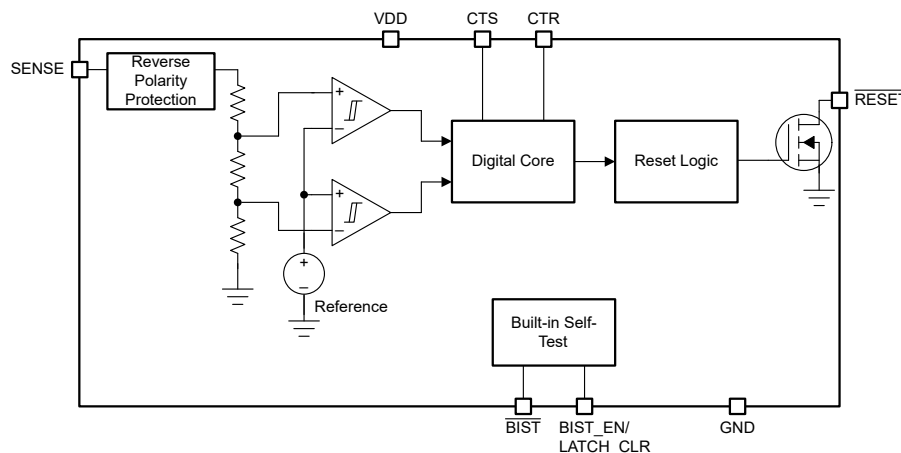 VDD
CTS
CTR
SENSE
Reverse
Polarity
Protection
+
−
+
−
Digital Core
Reset Logic
RESET
+
−
Reference
Built-in Self-
Test
BIST
BIST_EN/
LATCH_CLR
GND